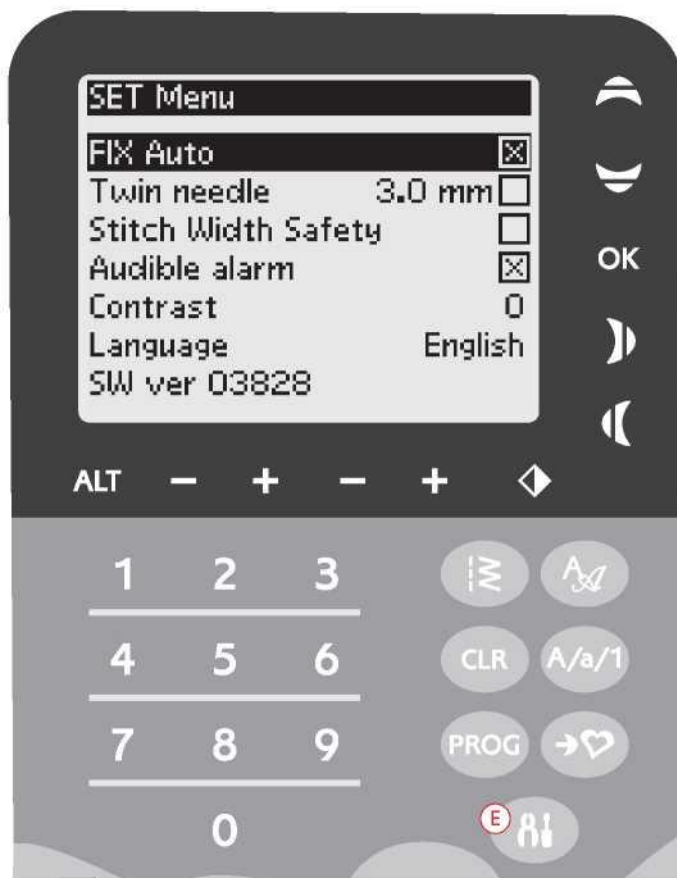 SET Menu
FIX Auto
Twin needle 3.0 mm
Stitch Width Safety
Audible alarm
Contrast 0
Language English
SW ver 03828
OK
ALT − + − +
1 2 3
4 5 6
CLR A/a/1
7 8 9
PROG
0
E